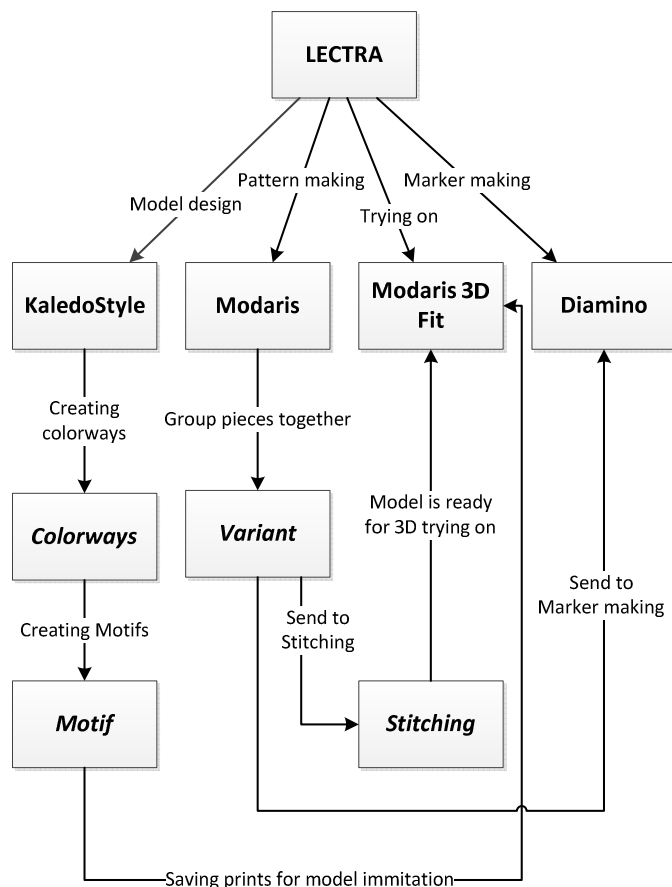 LECTRA
Model design
Pattern making
Trying on
Marker making
KaledoStyle
Modaris
Modaris 3D
Fit
Diamino
Creating
colorways
Group pieces together
Colorways
Variant
Model is ready
for 3D trying on
Send to
Marker making
Creating Motifs
Send to
Stitching
Motif
Stitching
Saving prints for model immitation